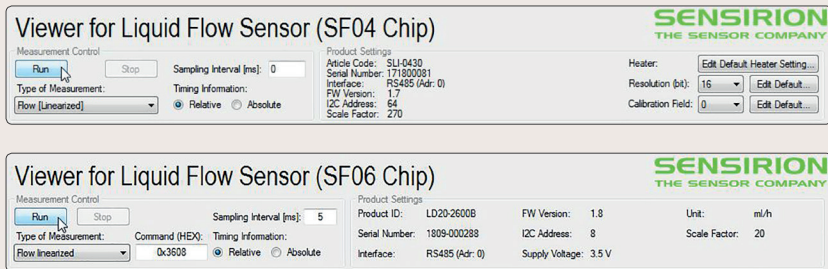 Viewer for Liquid Flow Sensor (SF04 Chip)
SENSIRION
THE SENSOR COMPANY
Measurement Control
Run
Stop
Sampling Interval [ms]: 0
Type of Measurement:
Timing Information:
Flow [Linearized]
Relative
Absolute
Product Settings
Article Code: SLI-0430
Serial Number: 171800081
Interface: RS485 (Adr: 0)
FW Version: 1.7
I2C Address: 64
Scale Factor: 270
Heater: Edit Default Heater Setting...
Resolution (bit): 16 Edit Default...
Calibration Field: 0 Edit Default...
Viewer for Liquid Flow Sensor (SF06 Chip)
SENSIRION
THE SENSOR COMPANY
Measurement Control
Run
Stop
Sampling Interval [ms]: 5
Type of Measurement:
Command (HEX):
Timing Information:
Flow linearized
0x3608
Relative
Absolute
Product Settings
Product ID: LD20-2600B FW Version: 1.8 Unit: ml/h
Serial Number: 1809-000288 I2C Address: 8 Scale Factor: 20
Interface: RS485 (Adr: 0) Supply Voltage: 3.5 V